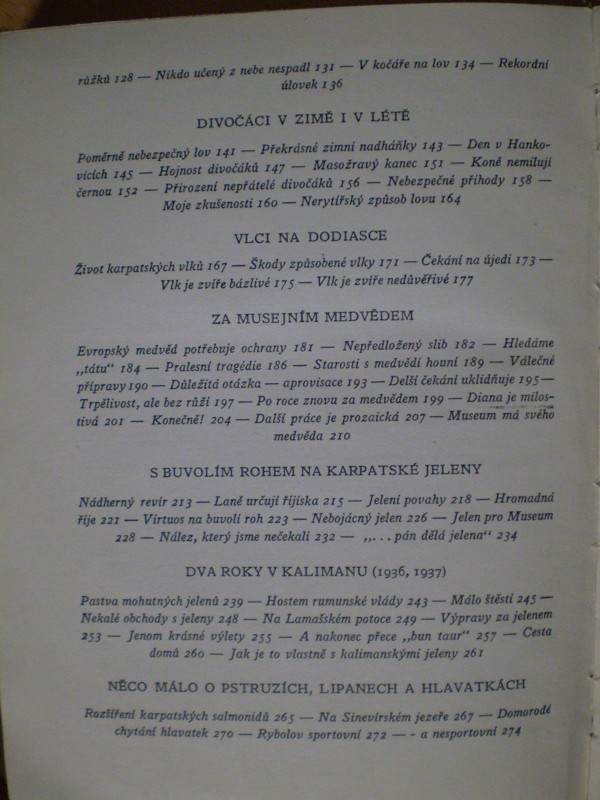 růžků 128 — Nikdo učený z nebe nespadl 131 — V kočáře na lov 134 — Rekordní
úlovek 136
DIVOČÁCI V ZIMĚ I V LÉTĚ
Poměrně nebezpečný lov 141 — Překrásné zimní nadháňky 143 — Den v Hanko-
vicích 145 — Hojnost divočáků 147 — Masožravý kanec 151 — Koně nemilují
černou 152 — Přirození nepřátelé divočáků 156 — Nebezpečné příhody 158 —
Moje zkušenosti 160 — Nerytířský způsob lovu 164
VLCI NA DODIASCE
Život karpatských vlků 167 — Škody způsobené vlky 171 — Čekání na újedi 173 —
Vlk je zvíře bázlivé 175 — Vlk je zvíře nedůvěřivé 177
ZA MUSEJNÍM MEDVĚDEM
Evropský medvěd potřebuje ochrany 181 — Nepředložený slib 182 — Hledáme
„tátu“ 184 — Pralesní tragédie 186 — Starosti s medvědí houní 189 — Válečné
přípravy 190 — Důležitá otázka — aprovisace 193 — Delší čekání uklidňuje 195 —
Trpělivost, ale bez růží 197 — Po roce znovu za medvědem 199 — Diana je milos-
tivá 201 — Konečně! 204 — Další práce je prozaická 207 — Museum má svého
medvěda 210
S BUVOLÍM ROHEM NA KARPATSKÉ JELENY
Nádherný revír 213 — Laně určují říjiska 215 — Jelení povahy 218 — Hromadná
říje 221 — Virtuos na buvolí roh 223 — Nebojácný jelen 226 — Jelen pro Museum
228 — Nález, který jsme nečekali 232 — „... pán dělá jelena“ 234
DVA ROKY V KALIMANU (1936, 1937)
Pastva mohutných jelenů 239 — Hostem rumunské vlády 243 — Málo štěstí 245 —
Nekalé obchody s jeleny 248 — Na Lamašském potoce 249 — Výpravy za jelenem
253 — Jenom krásné výlety 255 — A nakonec přece „bun taur“ 257 — Cesta
domů 260 — Jak je to vlastně s kalimanskými jeleny 261
NĚCO MÁLO O PSTRUZÍCH, LIPANECH A HLAVATKÁCH
Rozšíření karpatských salmonidů 265 — Na Sinevirském jezeře 267 — Domorodé
chytání hlavatek 270 — Rybolov sportovní 272 — - a nesportovní 274